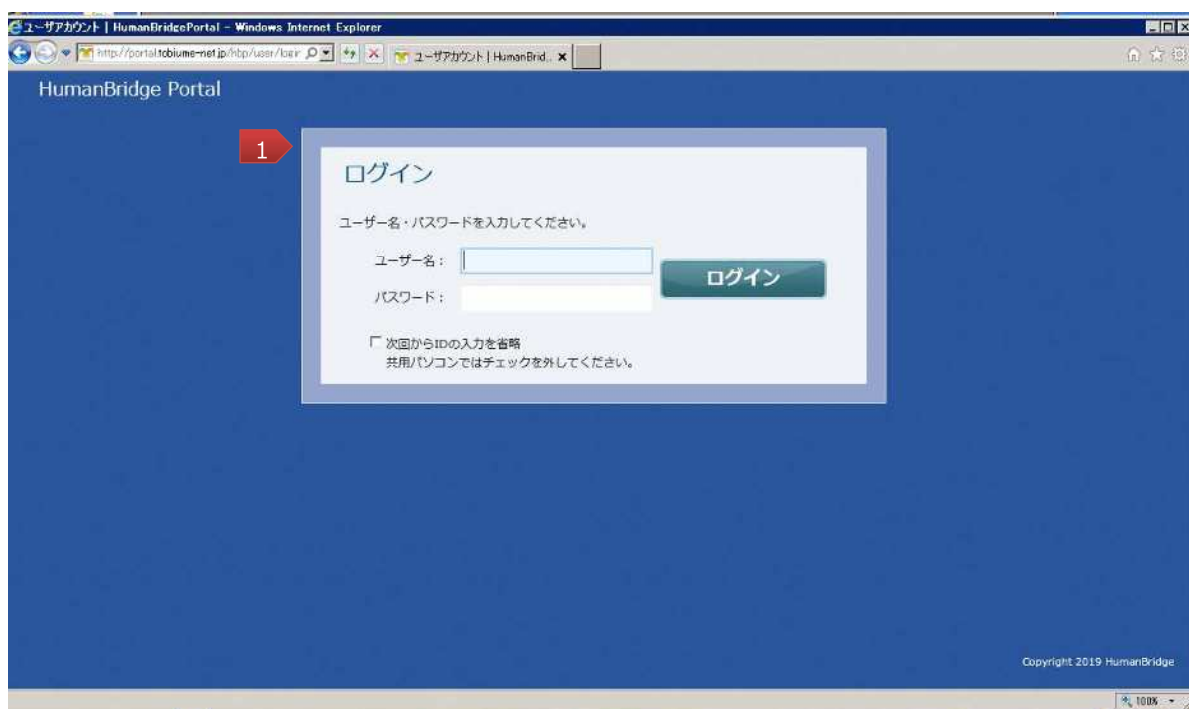 ユーザアカウント | HumanBridgePortal - Windows Internet Explorer
http://portal.tobiume-net.jp/hbp/user/login
ユーザアカウント | HumanBrid...
HumanBridge Portal
1
ログイン
ユーザー名・パスワードを入力してください。
ユーザー名：
ログイン
パスワード：
次回からIDの入力を省略
共用パソコンではチェックを外してください。
Copyright 2019 HumanBridge
100%